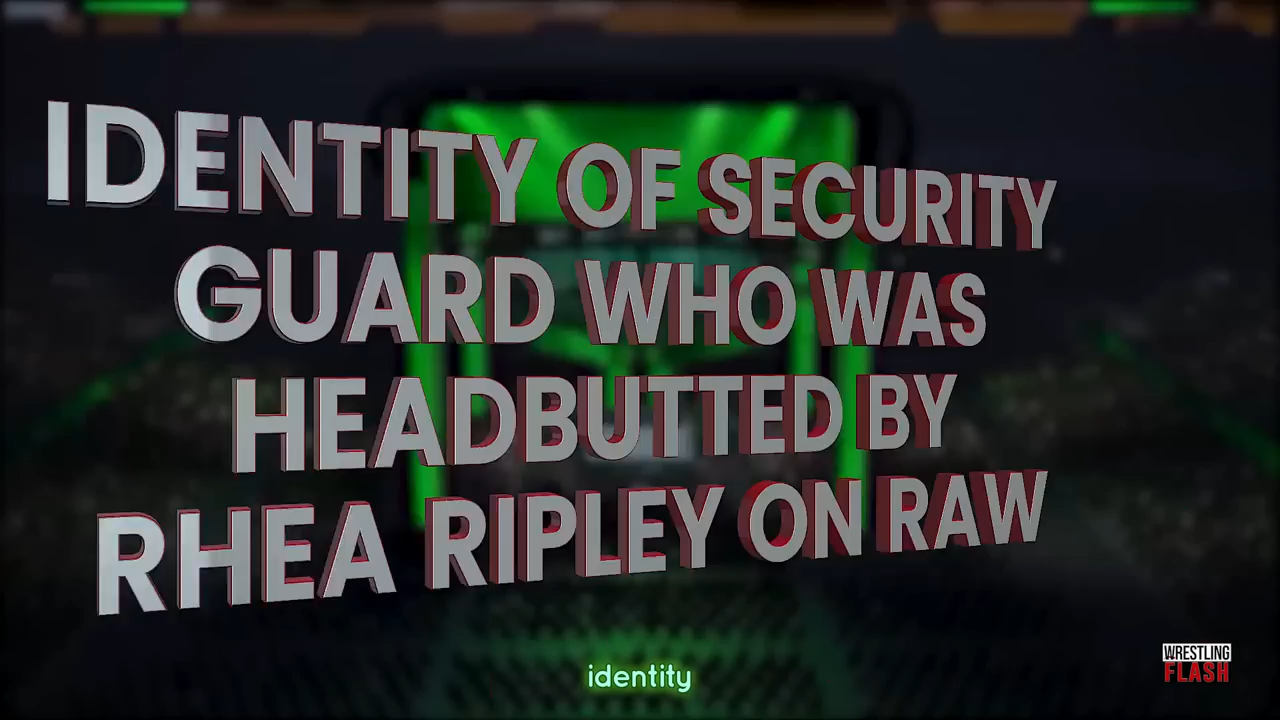 IDENTITY OF SECURITY
GUARD WHO WAS
HEADBUTTED BY
RHEA RIPLEY ON RAW
identity
WRESTLING
FLASH